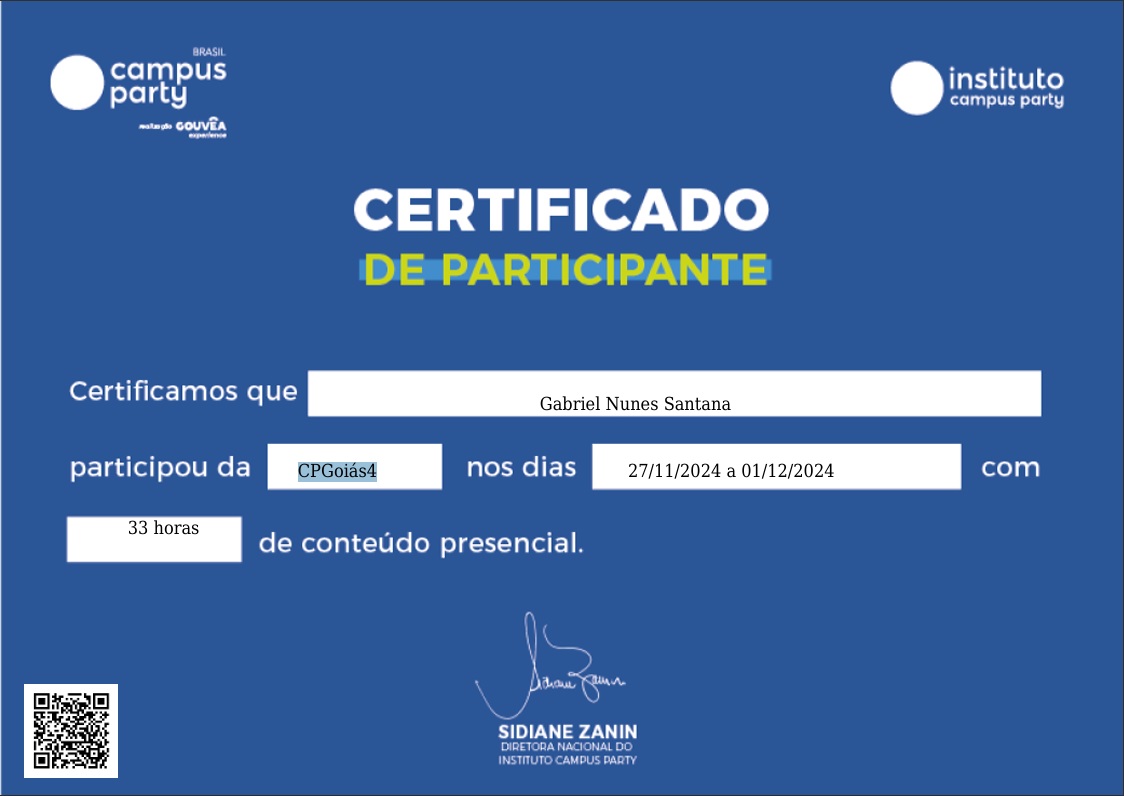 BRASIL
campus
party
realização GOUVÊA
experience
instituto
campus party
CERTIFICADO
DE PARTICIPANTE
Certificamos que Gabriel Nunes Santana
participou da CPGoiás4 nos dias 27/11/2024 a 01/12/2024 com
33 horas de conteúdo presencial.
Sidiane Zanin
SIDIANE ZANIN
DIRETORA NACIONAL DO
INSTITUTO CAMPUS PARTY